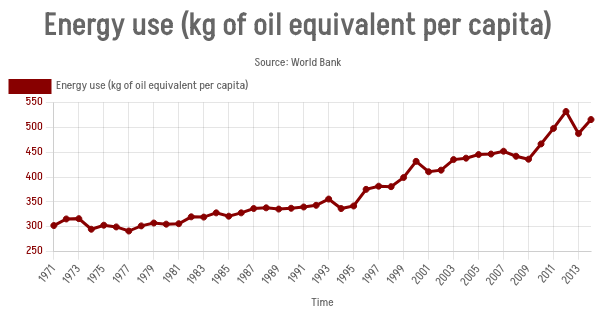 Energy use (kg of oil equivalent per capita)
Source: World Bank
Energy use (kg of oil equivalent per capita)
550
500
450
400
350
300
250
1971 1973 1975 1977 1979 1981 1983 1985 1987 1989 1991 1993 1995 1997 1999 2001 2003 2005 2007 2009 2011 2013
Time